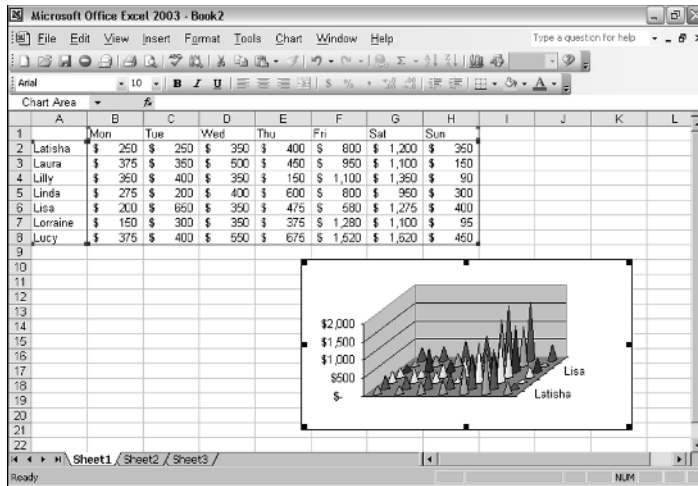 Microsoft Office Excel 2003 - Book2
File Edit View Insert Format Tools Chart Window Help Type a question for help
Arial 10 B I U $ % A
Chart Area fx
A B C D E F G H I J K L
1 Mon Tue Wed Thu Fri Sat Sun
2 Latisha $ 250 $ 250 $ 350 $ 400 $ 800 $ 1,200 $ 350
3 Laura $ 375 $ 350 $ 500 $ 450 $ 950 $ 1,100 $ 150
4 Lilly $ 350 $ 400 $ 350 $ 150 $ 1,100 $ 1,350 $ 90
5 Linda $ 275 $ 200 $ 400 $ 600 $ 800 $ 950 $ 300
6 Lisa $ 200 $ 650 $ 350 $ 475 $ 580 $ 1,275 $ 400
7 Lorraine $ 150 $ 300 $ 350 $ 375 $ 1,280 $ 1,100 $ 95
8 Lucy $ 375 $ 400 $ 550 $ 675 $ 1,520 $ 1,620 $ 450
9
10
11
12
13
14 $2,000
15 $1,500
16 $1,000
17 $500 Lisa
18 $- Latisha
19
20
21
22
Sheet1 Sheet2 Sheet3
Ready NUM